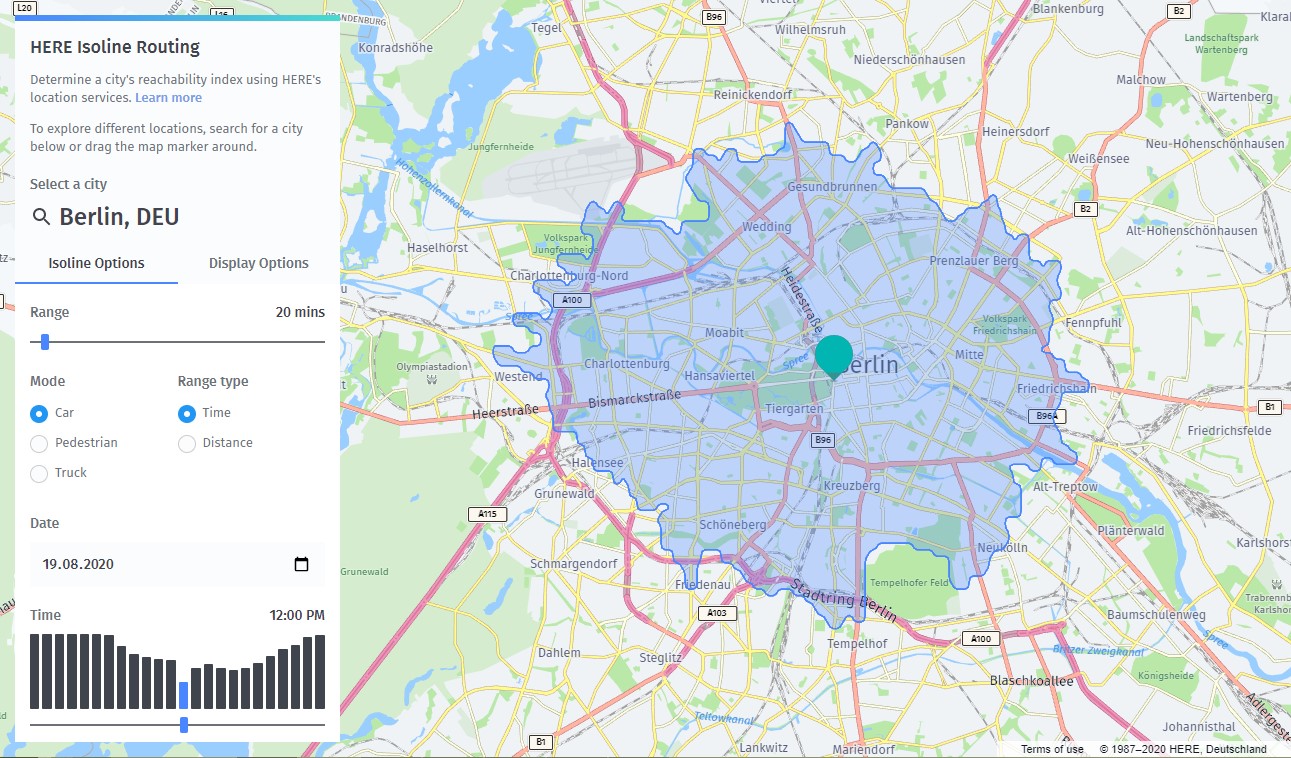 HERE Isoline Routing
Determine a city's reachability index using HERE's
location services. Learn more
To explore different locations, search for a city
below or drag the map marker around.
Select a city
Berlin, DEU
Isoline Options
Display Options
Range
20 mins
Mode
Range type
Car
Time
Pedestrian
Distance
Truck
Date
19.08.2020
Time
12:00 PM
L20
BRANDENBURG
Konradshöhe
Tegel
B96
Wilmhelmsruh
Blankenburg
B2
Niederschönhausen
Landschaftspark
Wartenberg
Malchow
Reinickendorf
Wartenberg
Pankow
Heinersdorf
Jungfernheide
Neu-Hohenschönhausen
Weißensee
Hohenzollernkanal
Gesundbrunnen
B2
Wedding
Alt-Hohenschönhausen
Haselhorst
Volkspark
Jungfernheide
Prenzlauer Berg
Charlottenburg-Nord
A100
Heidestraße
Spree
Volkspark
Friedrichshain
Fennpfuhl
Moabit
Mitte
Spree
Berlin
Olympiastadion
Charlottenburg
Westend
Hansaviertel
Friedrichshain
Bismarckstraße
Heerstraße
Tiergarten
B96A
B1
Friedrichsfelde
B96
Halensee
Grunewald
Kreuzberg
Alt-Treptow
A115
Schöneberg
Plänterwald
Karlshorst
Neukölln
Grunewald
Schmargendorf
Friedenau
Tempelhofer Feld
Stadtring Berlin
A103
Baumschulenweg
Tempelhof
A100
Spree
Britzer Zweigkanal
Dahlem
Steglitz
Königsheide
Blaschkoallee
Teltowkanal
Johannisthal
B1
Lankwitz
Mariendorf
Terms of use
© 1987–2020 HERE, Deutschland